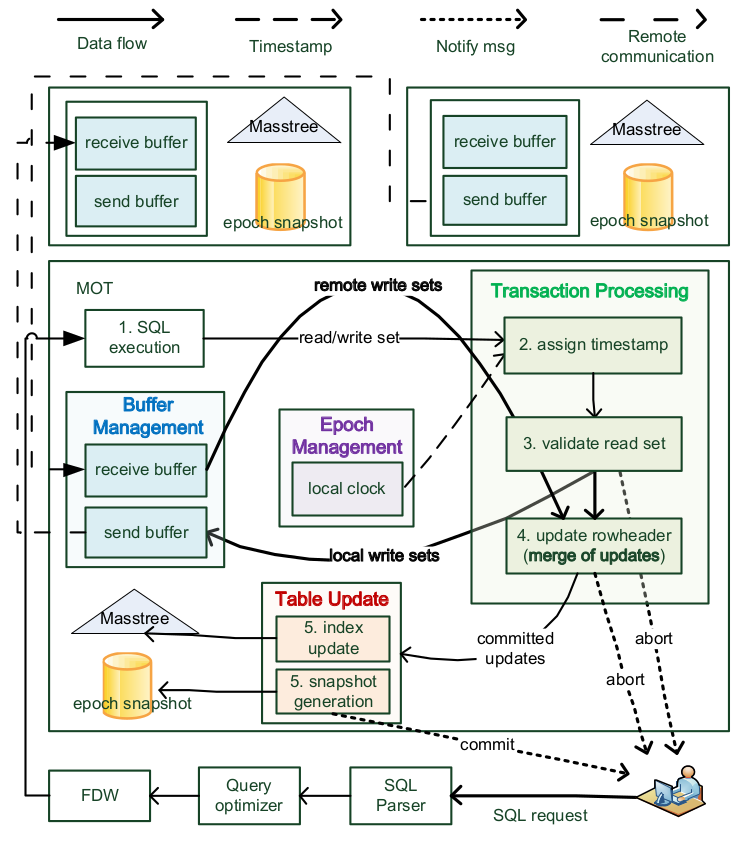 Data flow
Timestamp
Notify msg
Remote
communication
receive buffer
send buffer
Masstree
epoch snapshot
receive buffer
send buffer
Masstree
epoch snapshot
MOT
remote write sets
Transaction Processing
1. SQL
execution
read/write set
2. assign timestamp
Buffer
Management
Epoch
Management
receive buffer
local clock
3. validate read set
send buffer
local write sets
4. update rowheader
(merge of updates)
Table Update
Masstree
5. index
update
committed
updates
abort
abort
epoch snapshot
5. snapshot
generation
commit
FDW
Query
optimizer
SQL
Parser
SQL request